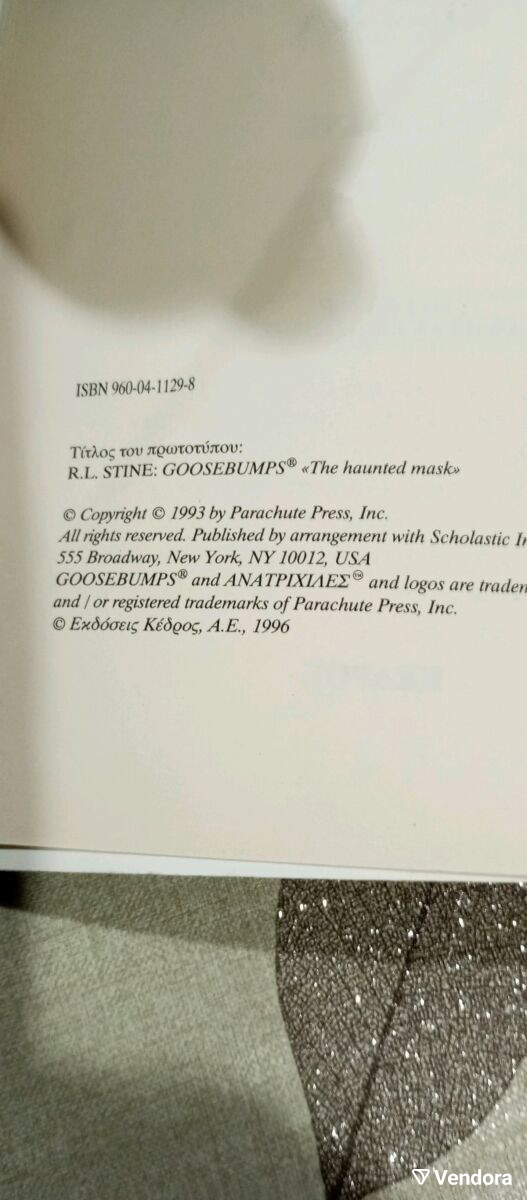 ISBN 960-04-1129-8
Τίτλος του πρωτοτύπου:
R.L. STINE: GOOSEBUMPS® «The haunted mask»
© Copyright © 1993 by Parachute Press, Inc.
All rights reserved. Published by arrangement with Scholastic
555 Broadway, New York, NY 10012, USA
GOOSEBUMPS® and ΑΝΑΤΡΙΧΙΛΕΣ™ and logos are
and / or registered trademarks of Parachute Press, Inc.
© Εκδόσεις Κέδρος, Α.Ε., 1996
Vendora